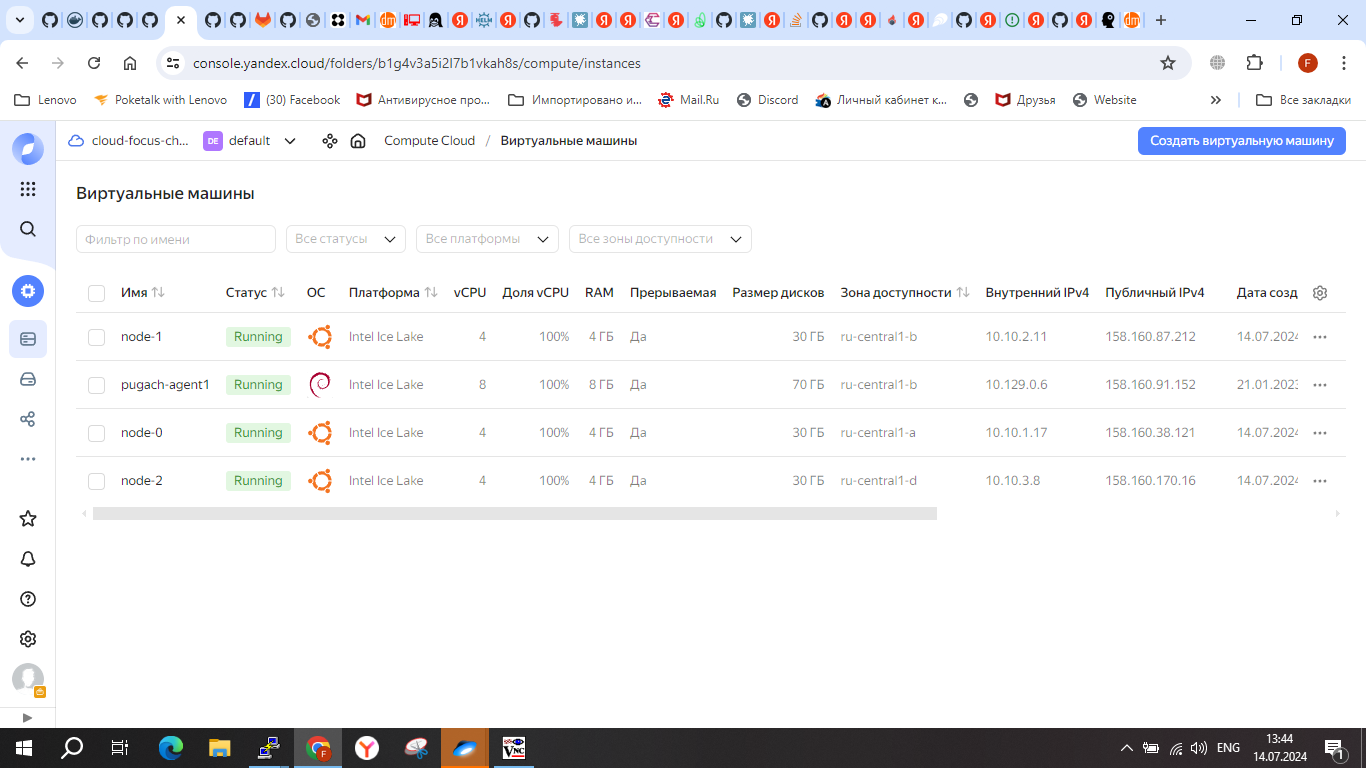 console.yandex.cloud/folders/b1g4v3a5i2l7b1vkah8s/compute/instances F
Lenovo Poketalk with Lenovo (30) Facebook Антивирусное про... Импортировано и... Mail.Ru Discord Личный кабинет к... Друзья Website Все закладки
cloud-focus-ch... DE default Compute Cloud / Виртуальные машины Создать виртуальную машину
Виртуальные машины
Фильтр по имени Все статусы Все платформы Все зоны доступности
Имя Статус ОС Платформа vCPU Доля vCPU RAM Прерываемая Размер дисков Зона доступности Внутренний IPv4 Публичный IPv4 Дата созд
node-1 Running Intel Ice Lake 4 100% 4 ГБ Да 30 ГБ ru-central1-b 10.10.2.11 158.160.87.212 14.07.2024
pugach-agent1 Running Intel Ice Lake 8 100% 8 ГБ Да 70 ГБ ru-central1-b 10.129.0.6 158.160.91.152 21.01.2023
node-0 Running Intel Ice Lake 4 100% 4 ГБ Да 30 ГБ ru-central1-a 10.10.1.17 158.160.38.121 14.07.2024
node-2 Running Intel Ice Lake 4 100% 4 ГБ Да 30 ГБ ru-central1-d 10.10.3.8 158.160.170.16 14.07.2024
ENG 13:44
14.07.2024 1